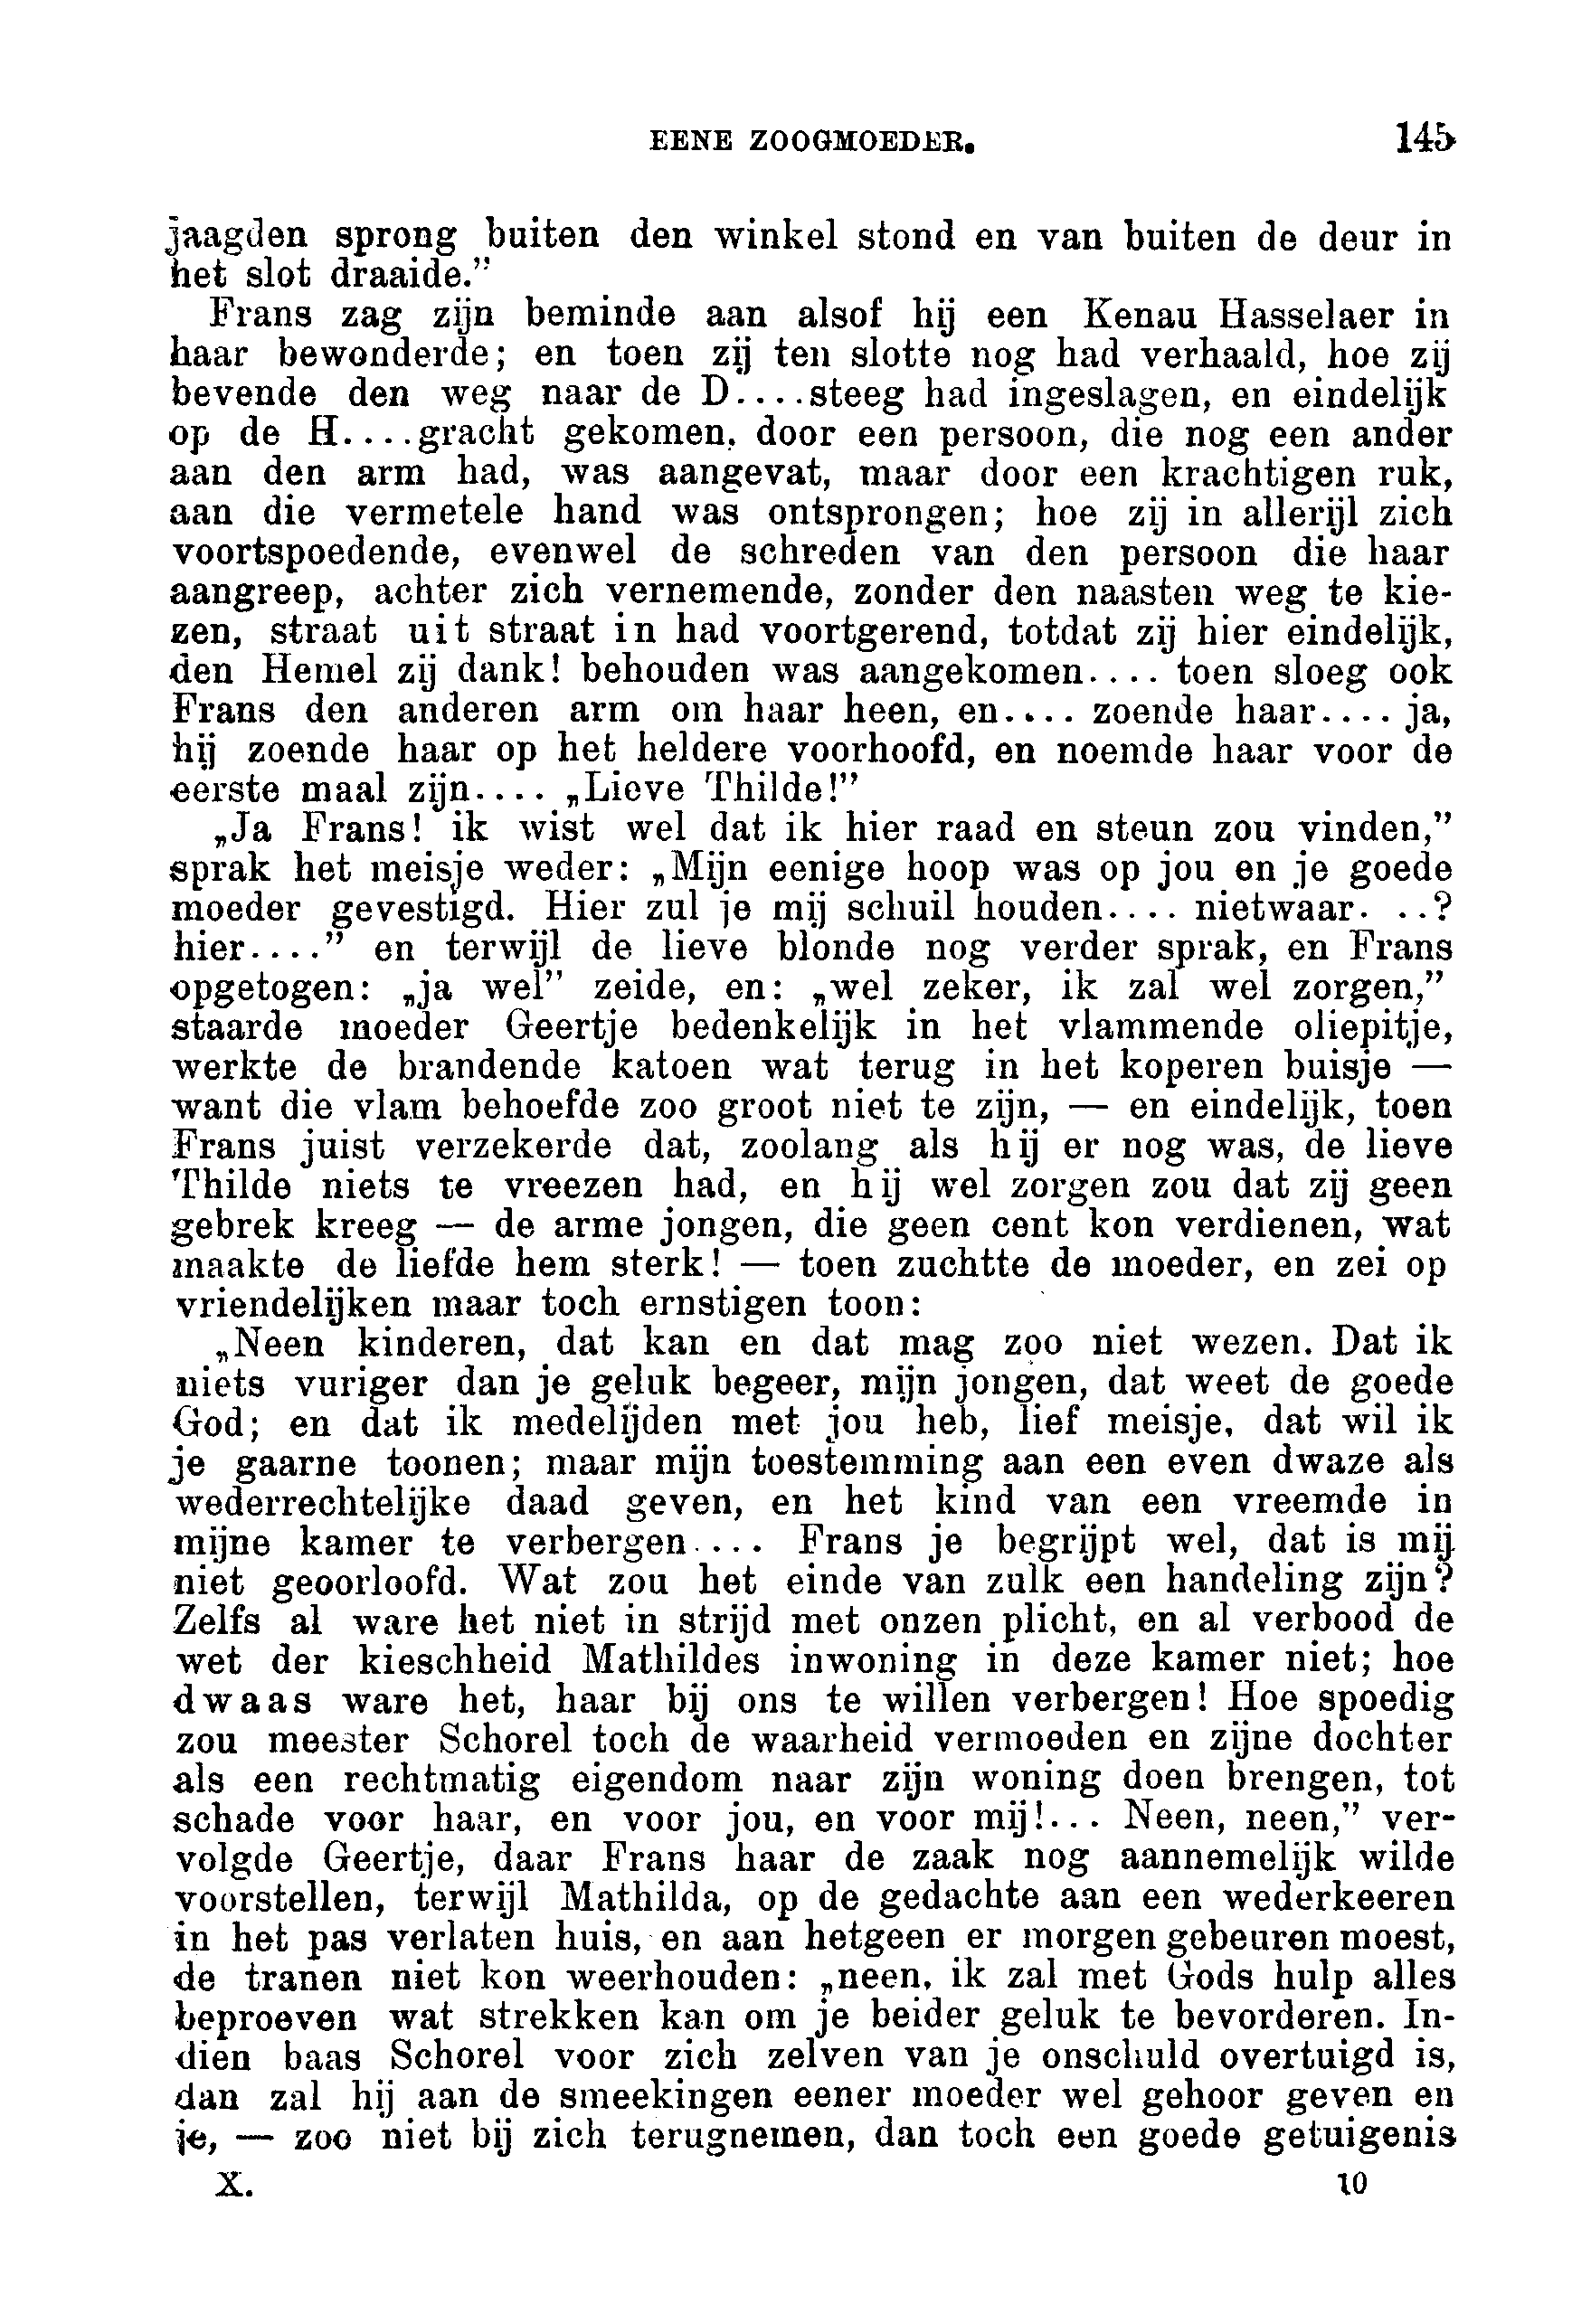 EENE ZOOGMOEDER. 145
jaagden sprong buiten den winkel stond en van buiten de deur in
het slot draaide."
Frans zag zijn beminde aan alsof hij een Kenau Hasselaer in
haar bewonderde; en toen zij ten slotte nog had verhaald, hoe zij
bevende den weg naar de D....steeg had ingeslagen, en eindelijk
op de H....gracht gekomen, door een persoon, die nog een ander
aan den arm had, was aangevat, maar door een krachtigen ruk,
aan die vermetele hand was ontsprongen; hoe zij in allerijl zich
voortspoedende, evenwel de schreden van den persoon die haar
aangreep, achter zich vernemende, zonder den naasten weg te kie-
zen, straat uit straat in had voortgerend, totdat zij hier eindelijk,
den Hemel zij dank! behouden was aangekomen.... toen sloeg ook
Frans den anderen arm om haar heen, en.... zoende haar.... ja,
hij zoende haar op het heldere voorhoofd, en noemde haar voor de
eerste maal zijn.... „Lieve Thilde!”
„Ja Frans! ik wist wel dat ik hier raad en steun zou vinden,”
sprak het meisje weder: „Mijn eenige hoop was op jou en je goede
moeder gevestigd. Hier zul je mij schuil houden.... nietwaar. ..?
hier....” en terwijl de lieve blonde nog verder sprak, en Frans
opgetogen: „ja wel” zeide, en: „wel zeker, ik zal wel zorgen,”
staarde moeder Geertje bedenkelijk in het vlammende oliepitje,
werkte de brandende katoen wat terug in het koperen buisje —
want die vlam behoefde zoo groot niet te zijn, — en eindelijk, toen
Frans juist verzekerde dat, zoolang als hij er nog was, de lieve
Thilde niets te vreezen had, en hij wel zorgen zou dat zij geen
gebrek kreeg — de arme jongen, die geen cent kon verdienen, wat
maakte de liefde hem sterk! — toen zuchtte de moeder, en zei op
vriendelijken maar toch ernstigen toon:
„Neen kinderen, dat kan en dat mag zoo niet wezen. Dat ik
niets vuriger dan je geluk begeer, mijn jongen, dat weet de goede
God; en dat ik medelijden met jou heb, lief meisje, dat wil ik
je gaarne toonen; maar mijn toestemming aan een even dwaze als
wederrechtelijke daad geven, en het kind van een vreemde in
mijne kamer te verbergen.... Frans je begrijpt wel, dat is mij
niet geoorloofd. Wat zou het einde van zulk een handeling zijn?
Zelfs al ware het niet in strijd met onzen plicht, en al verbood de
wet der kieschheid Mathildes inwoning in deze kamer niet; hoe
dwaas ware het, haar bij ons te willen verbergen! Hoe spoedig
zou meester Schorel toch de waarheid vermoeden en zijne dochter
als een rechtmatig eigendom naar zijn woning doen brengen, tot
schade voor haar, en voor jou, en voor mij!... Neen, neen,” ver-
volgde Geertje, daar Frans haar de zaak nog aannemelijk wilde
voorstellen, terwijl Mathilda, op de gedachte aan een wederkeeren
in het pas verlaten huis, en aan hetgeen er morgen gebeuren moest,
de tranen niet kon weerhouden: „neen, ik zal met Gods hulp alles
beproeven wat strekken kan om je beider geluk te bevorderen. In-
dien baas Schorel voor zich zelven van je onschuld overtuigd is,
dan zal hij aan de smeekingen eener moeder wel gehoor geven en
je, — zoo niet bij zich terugnemen, dan toch een goede getuigenis
X. 10